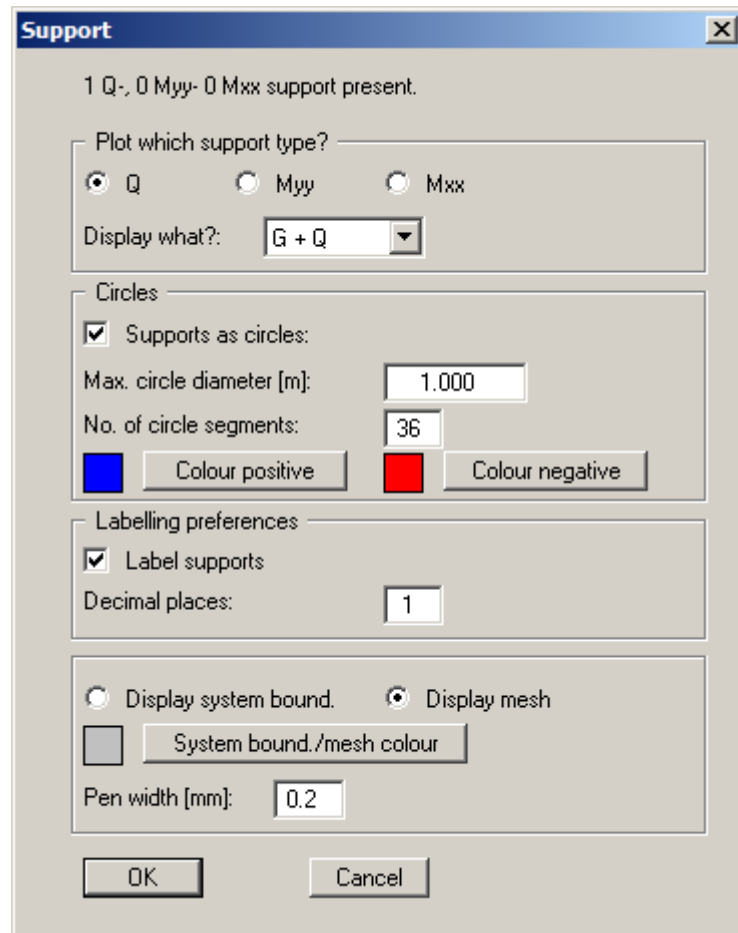 Support
1 Q-, 0 Myy- 0 Mxx support present.
Plot which support type?
Q Myy Mxx
Display what?: G + Q
Circles
Supports as circles:
Max. circle diameter [m]: 1.000
No. of circle segments: 36
Colour positive Colour negative
Labelling preferences
Label supports
Decimal places: 1
Display system bound. Display mesh
System bound./mesh colour
Pen width [mm]: 0.2
OK Cancel